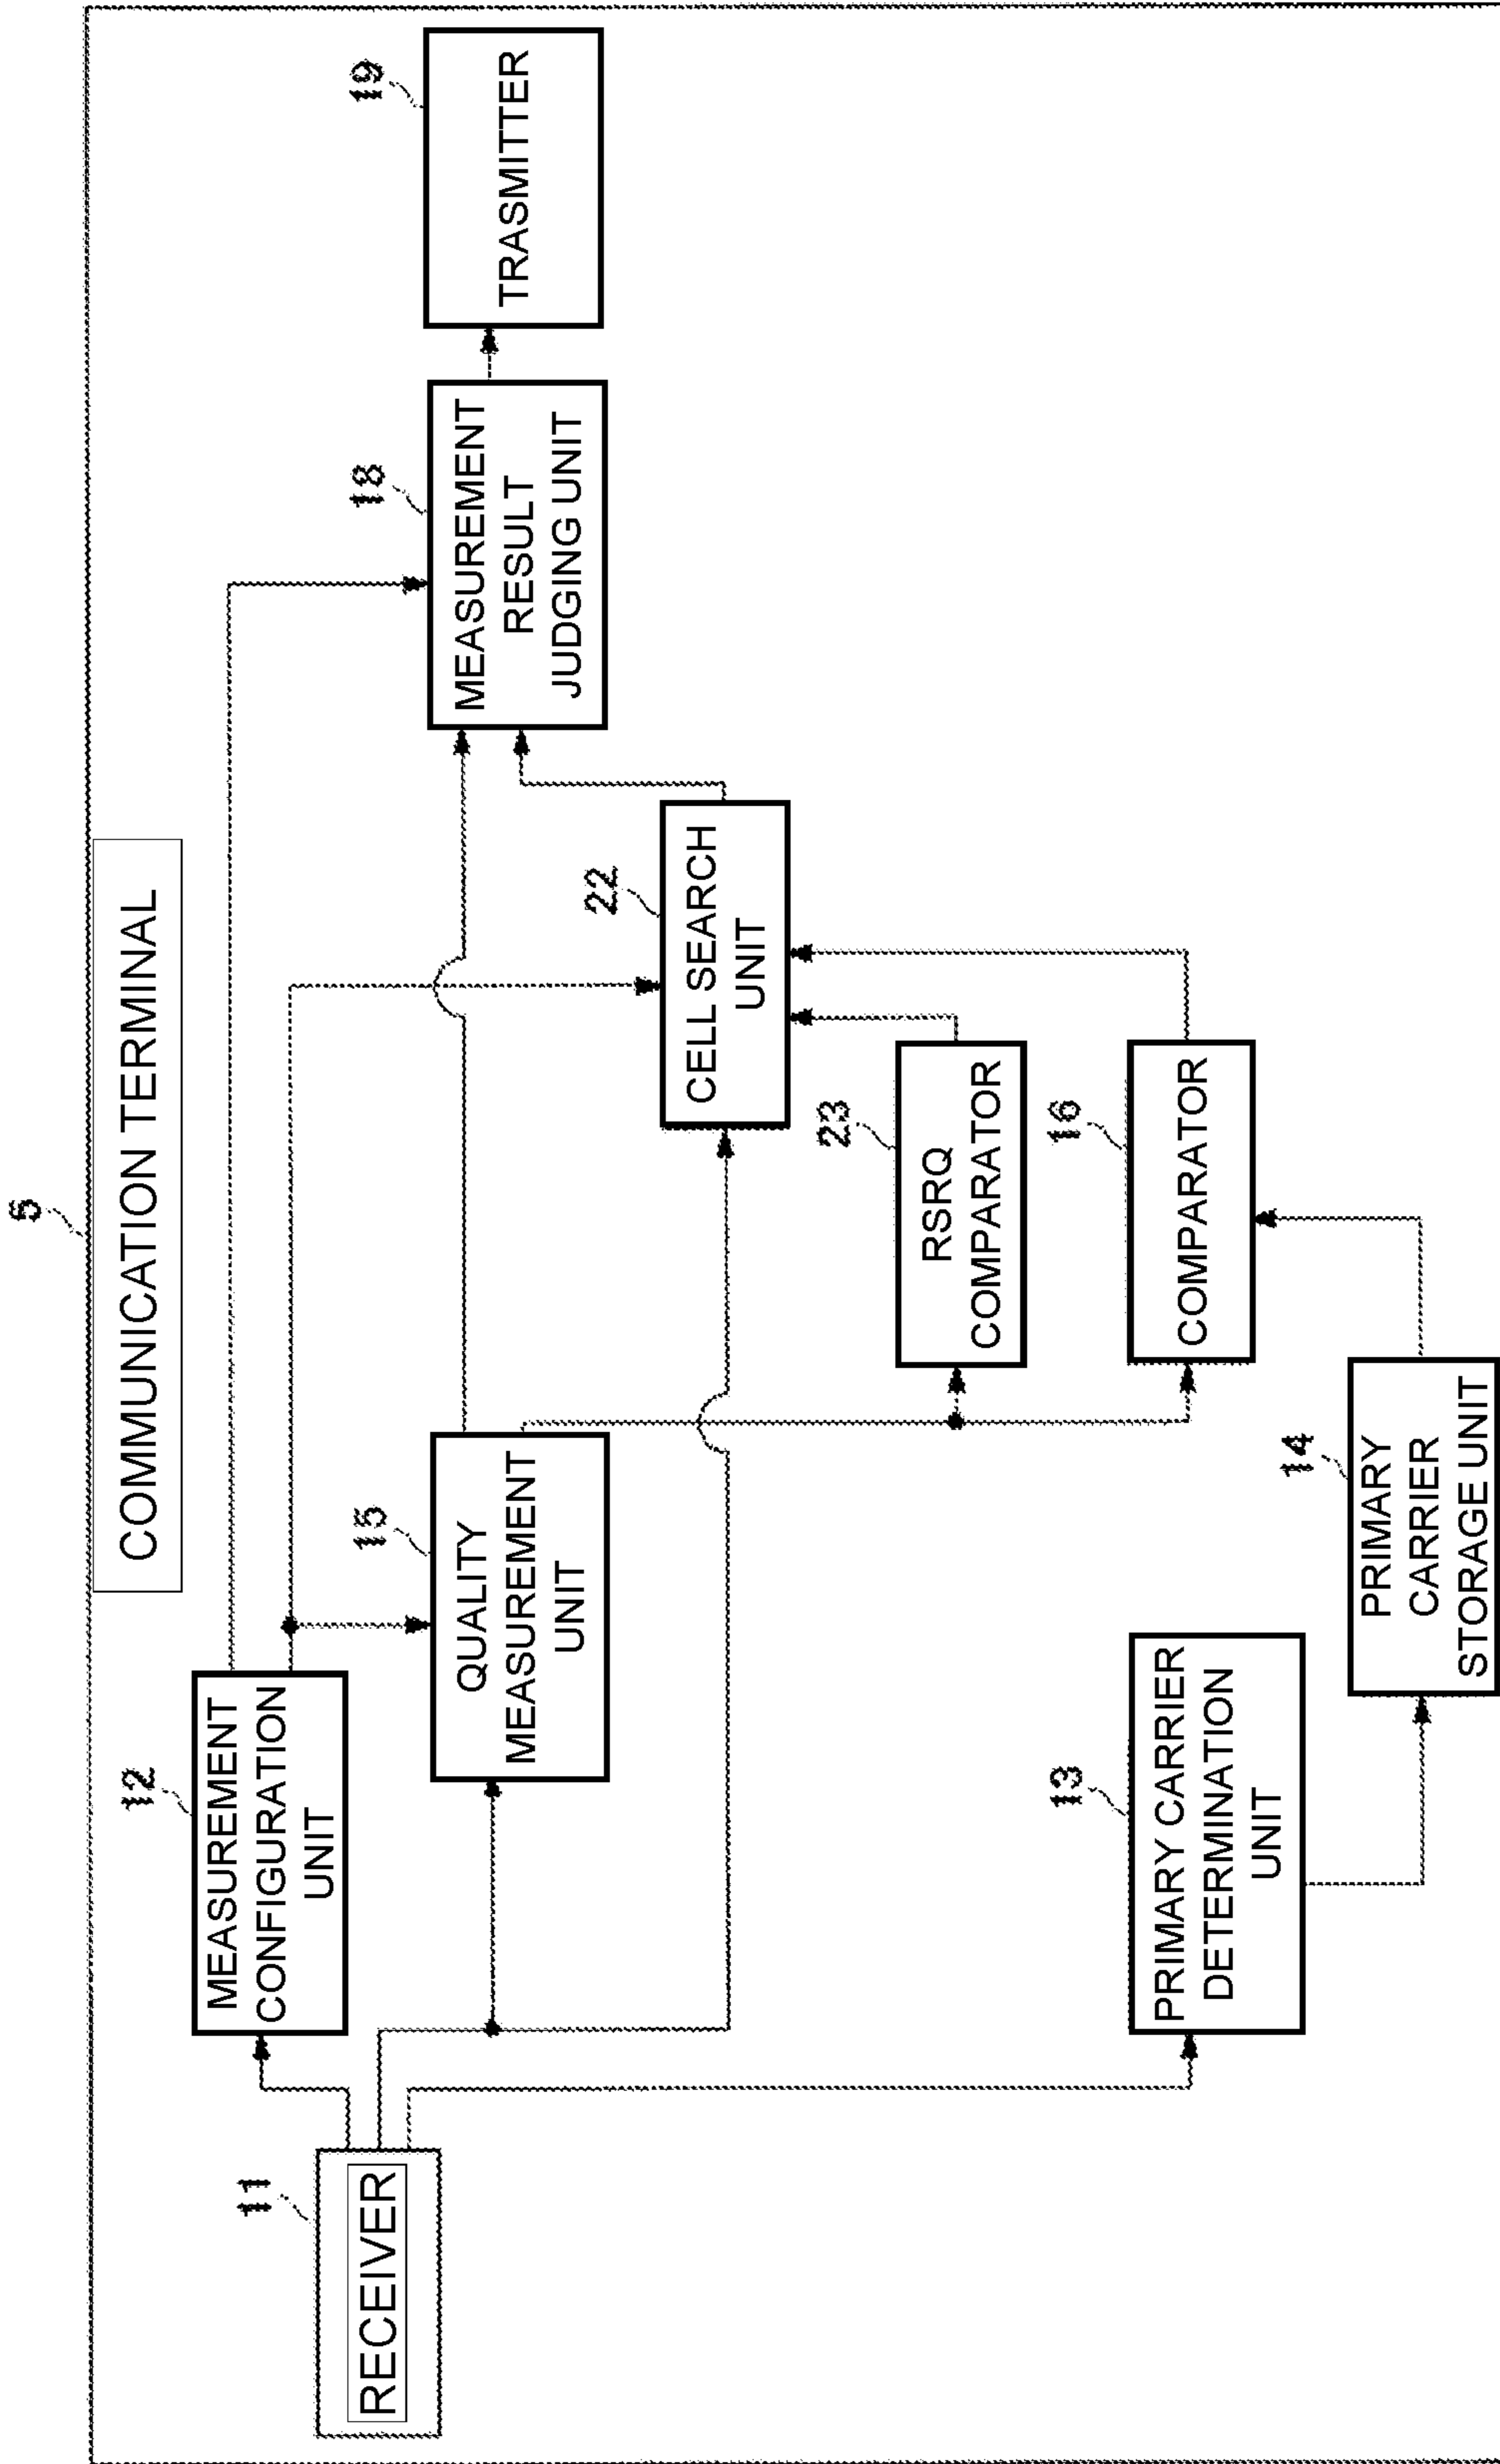 5
COMMUNICATION TERMINAL
11
RECEIVER
12
MEASUREMENT
CONFIGURATION
UNIT
15
QUALITY
MEASUREMENT
UNIT
13
PRIMARY CARRIER
DETERMINATION
UNIT
14
PRIMARY
CARRIER
STORAGE UNIT
23
RSRQ
COMPARATOR
16
COMPARATOR
22
CELL SEARCH
UNIT
18
MEASUREMENT
RESULT
JUDGING UNIT
19
TRASMITTER